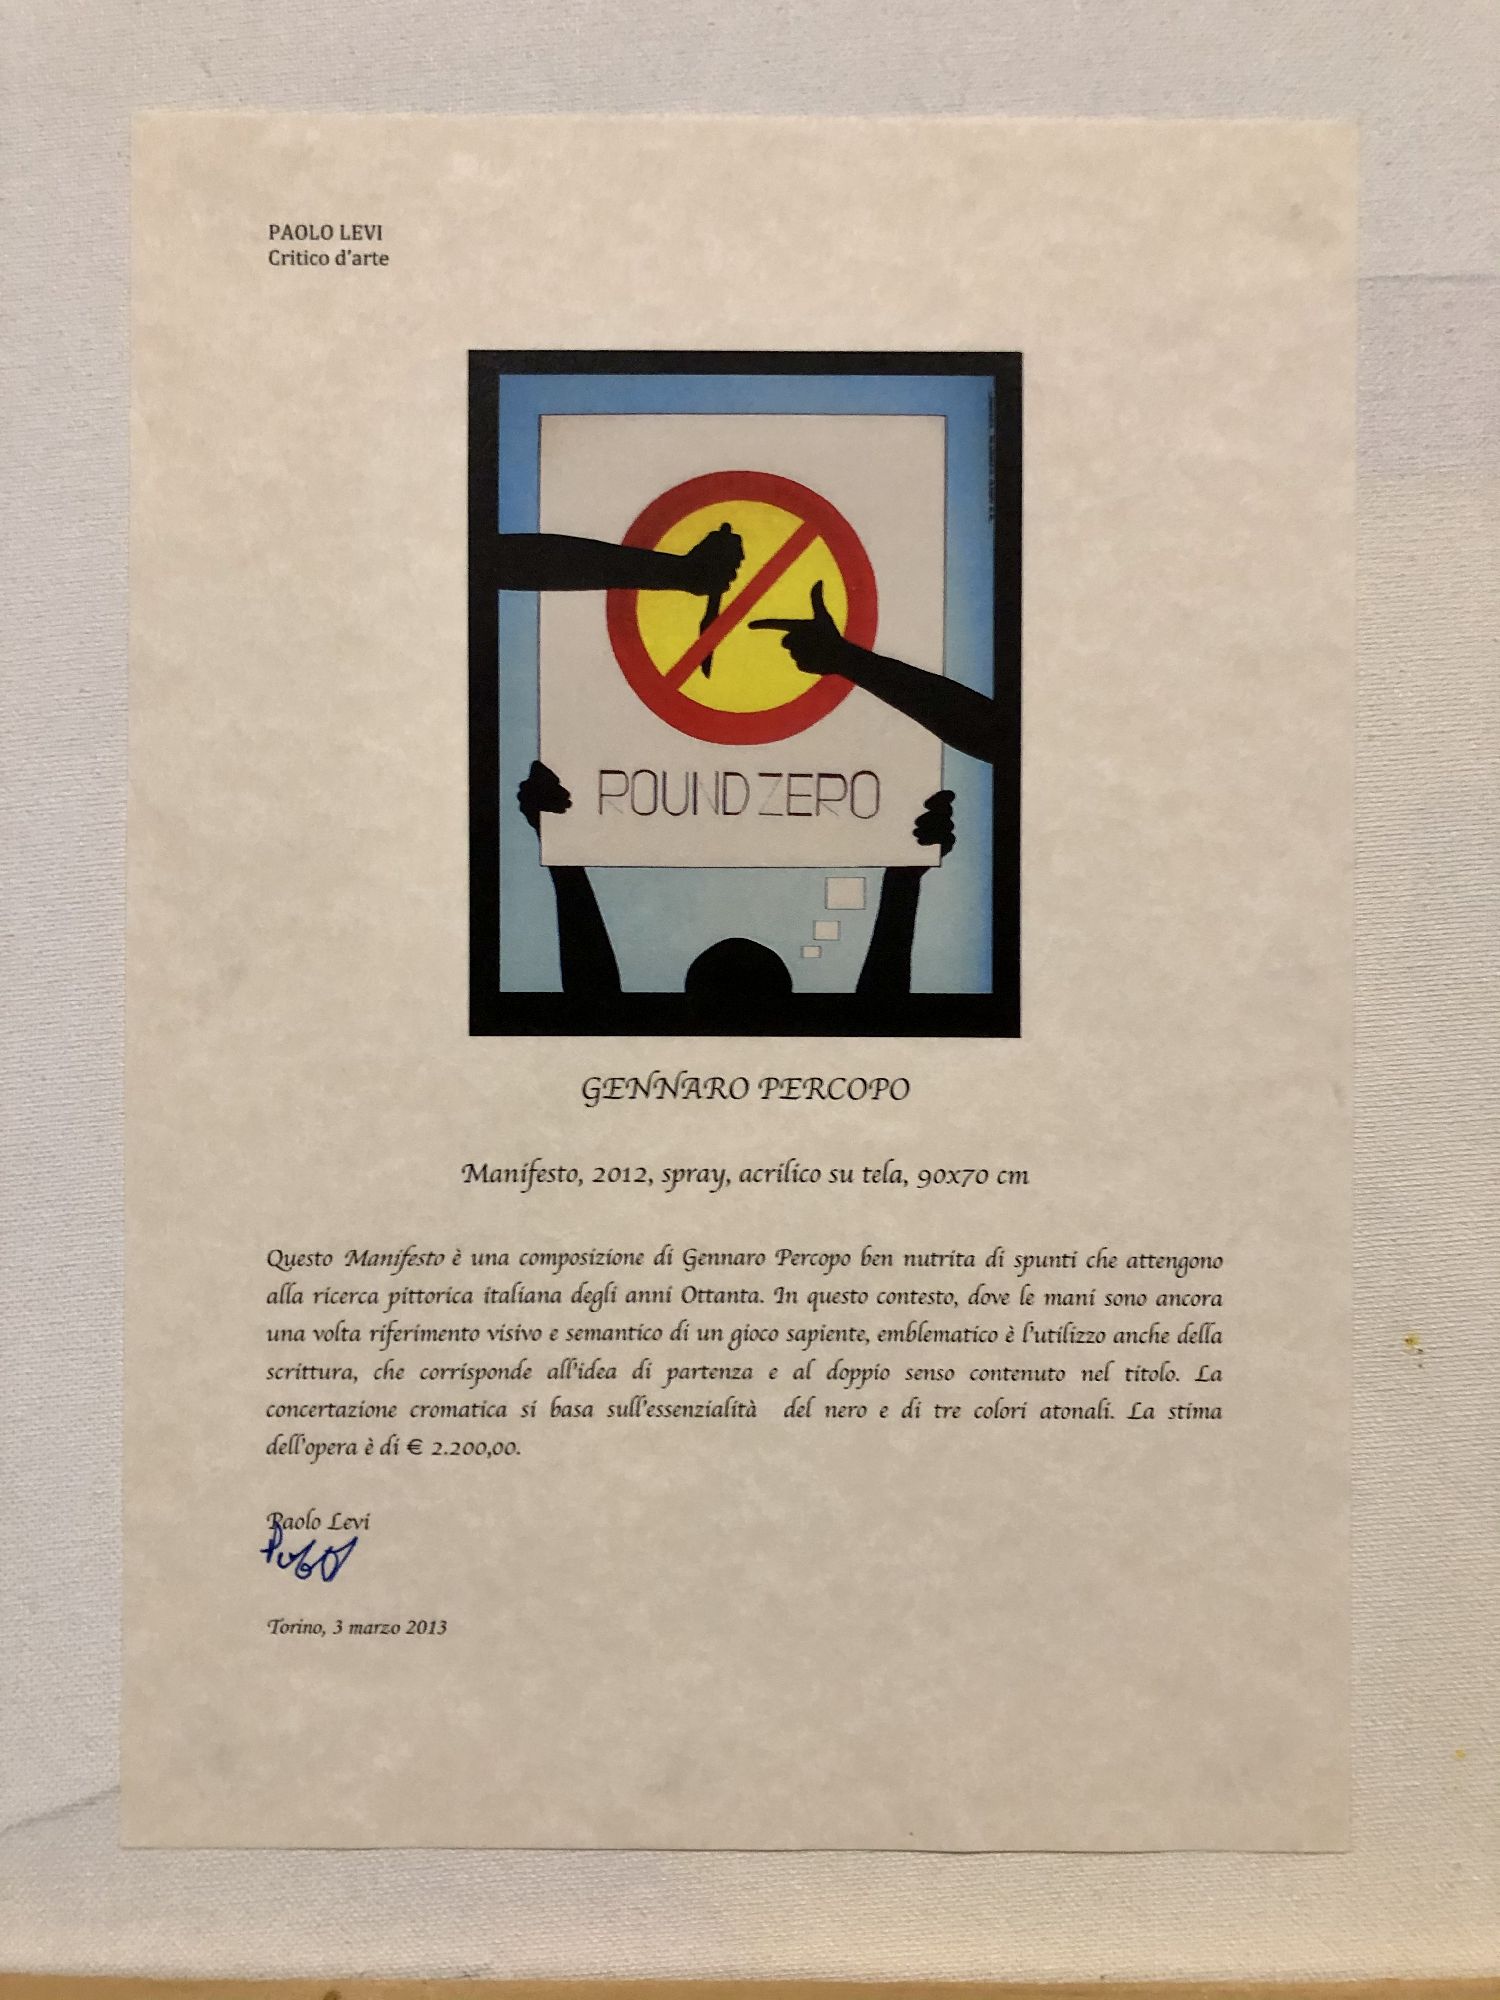 PAOLO LEVI
Critico d'arte
ROUND ZERO
GENNARO PERCOPO
Manifesto, 2012, spray, acrilico su tela, 90x70 cm
Questo Manifesto è una composizione di Gennaro Percopo ben nutrita di spunti che attengono
alla ricerca pittorica italiana degli anni Ottanta. In questo contesto, dove le mani sono ancora
una volta riferimento visivo e semantico di un gioco sapiente, emblematico è l'utilizzo anche della
scrittura, che corrisponde all'idea di partenza e al doppio senso contenuto nel titolo. La
concertazione cromatica si basa sull'essenzialità del nero e di tre colori atonali. La stima
dell'opera è di € 2.200,00.
Paolo Levi
Torino, 3 marzo 2013